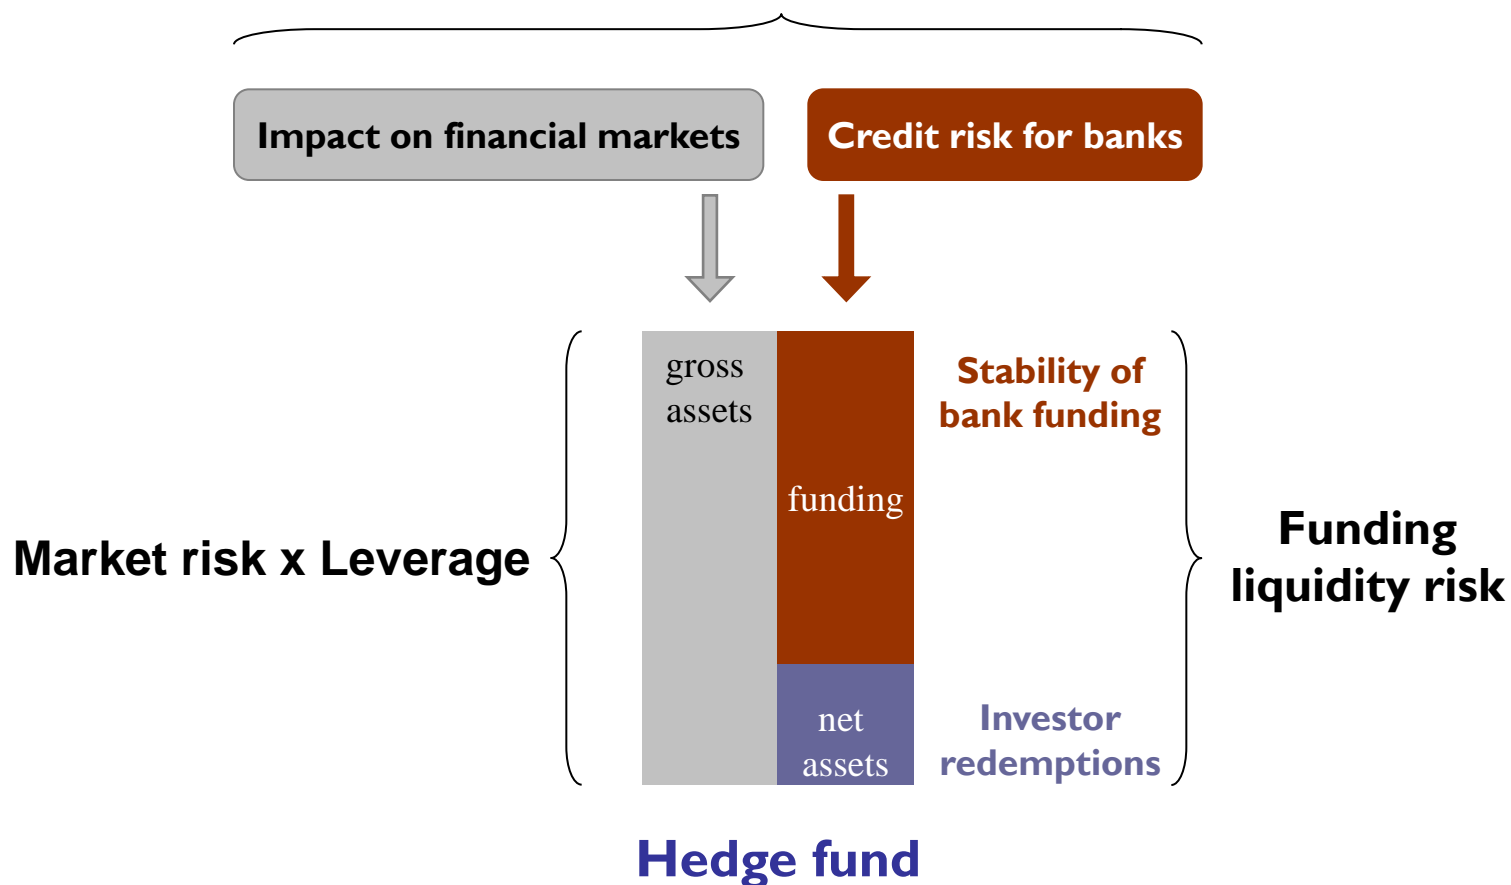 Impact on financial markets
Credit risk for banks
gross
assets
Stability of
bank funding
funding
Market risk x Leverage
Funding
liquidity risk
net
assets
Investor
redemptions
Hedge fund